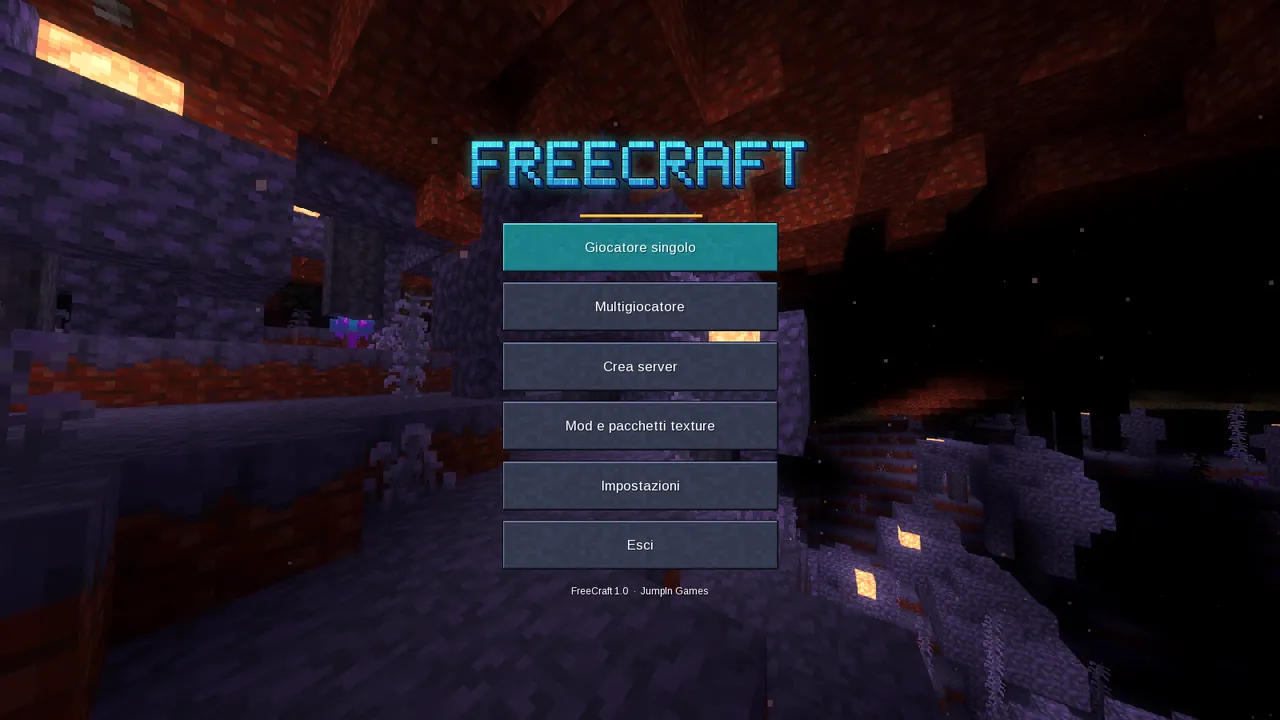 FREECRAFT
Giocatore singolo
Multigiocatore
Crea server
Mod e pacchetti texture
Impostazioni
Esci
FreeCraft 1.0 · JumpIn Games